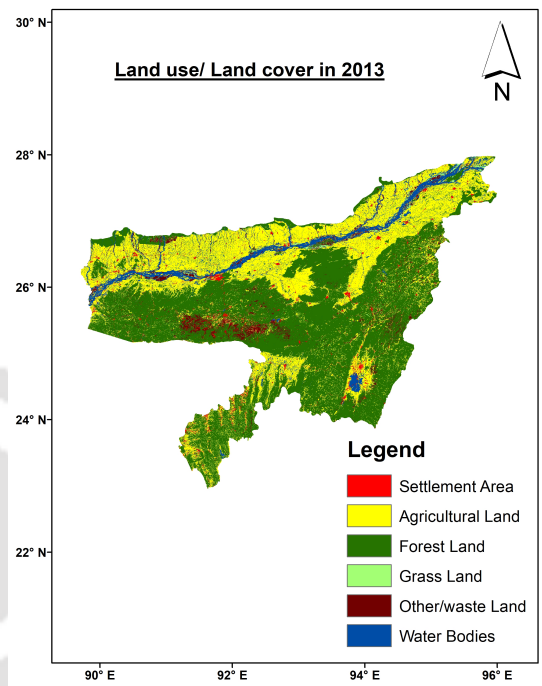 30° N
Land use/ Land cover in 2013
N
28° N
26° N
24° N
Legend
Settlement Area
Agricultural Land
Forest Land
22° N
Grass Land
Other/waste Land
Water Bodies
90° E 92° E 94° E 96° E